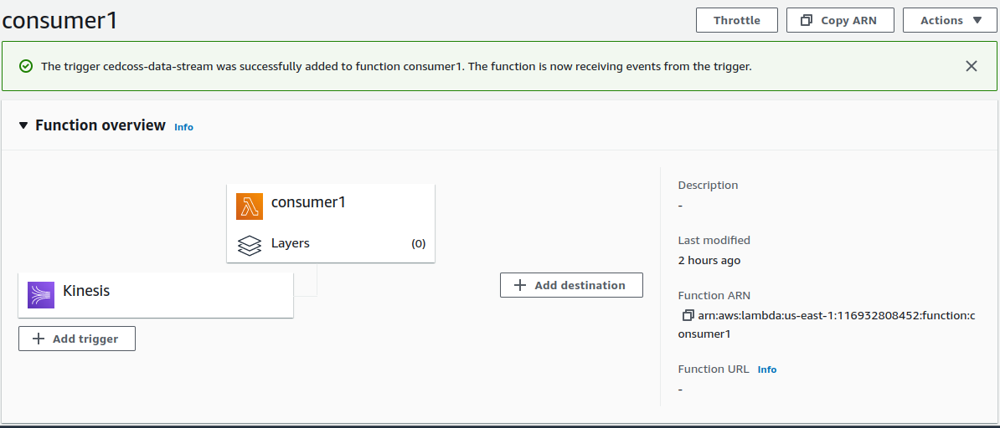 consumer1
Throttle
Copy ARN
Actions
The trigger cedcoss-data-stream was successfully added to function consumer1. The function is now receiving events from the trigger.
Function overview Info
consumer1
Layers (0)
Kinesis
Add trigger
Add destination
Description
-
Last modified
2 hours ago
Function ARN
arn:aws:lambda:us-east-1:116932808452:function:c
onsumer1
Function URL Info
-